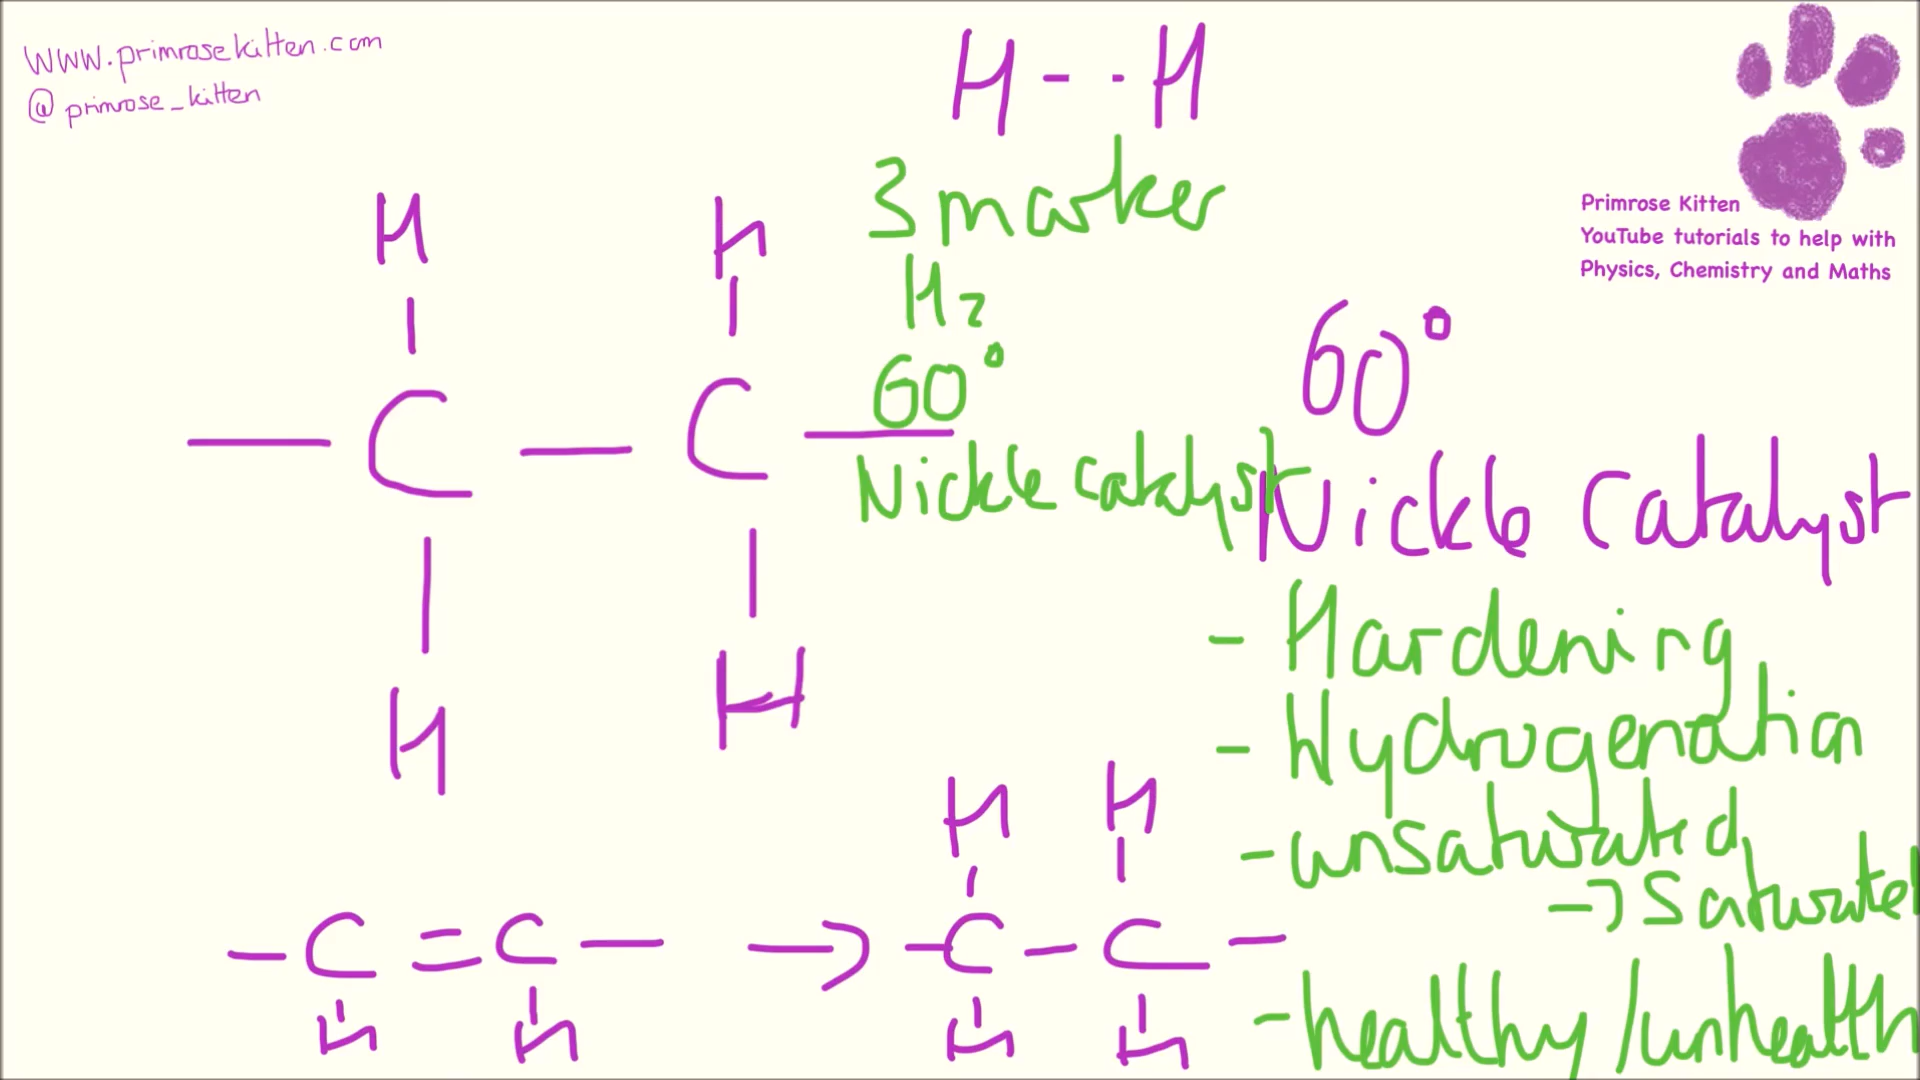 www.primrosekitten.com
@primrose_kitten
H - - H
Primrose Kitten
YouTube tutorials to help with
Physics, Chemistry and Maths
3 marker
H2
60°
Nickle catalyst
60°
Nickle Catalyst
H H
| |
— C — C —
| |
H H
- Hardening
- Hydrogenation
- unsaturated
→ Saturated
- healthy/unhealth
H H
| |
- C = C — → - C - C -
| | | |
H H H H